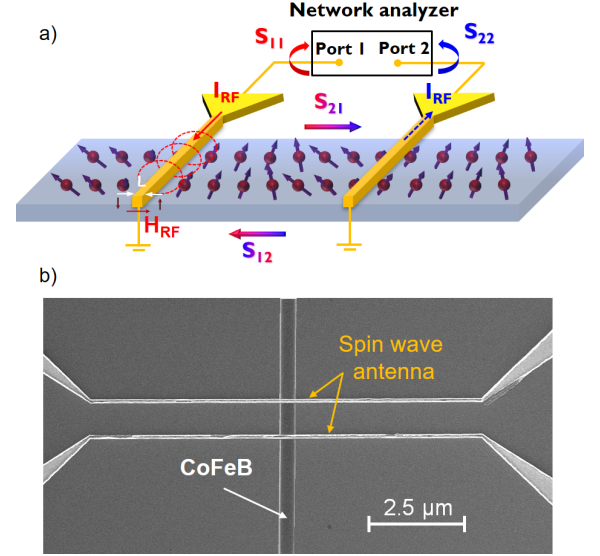 Network analyzer
a)
S11
Port 1
Port 2
S22
IRF
IRF
S21
L
HRF
S12
b)
Spin wave
antenna
CoFeB
2.5 µm